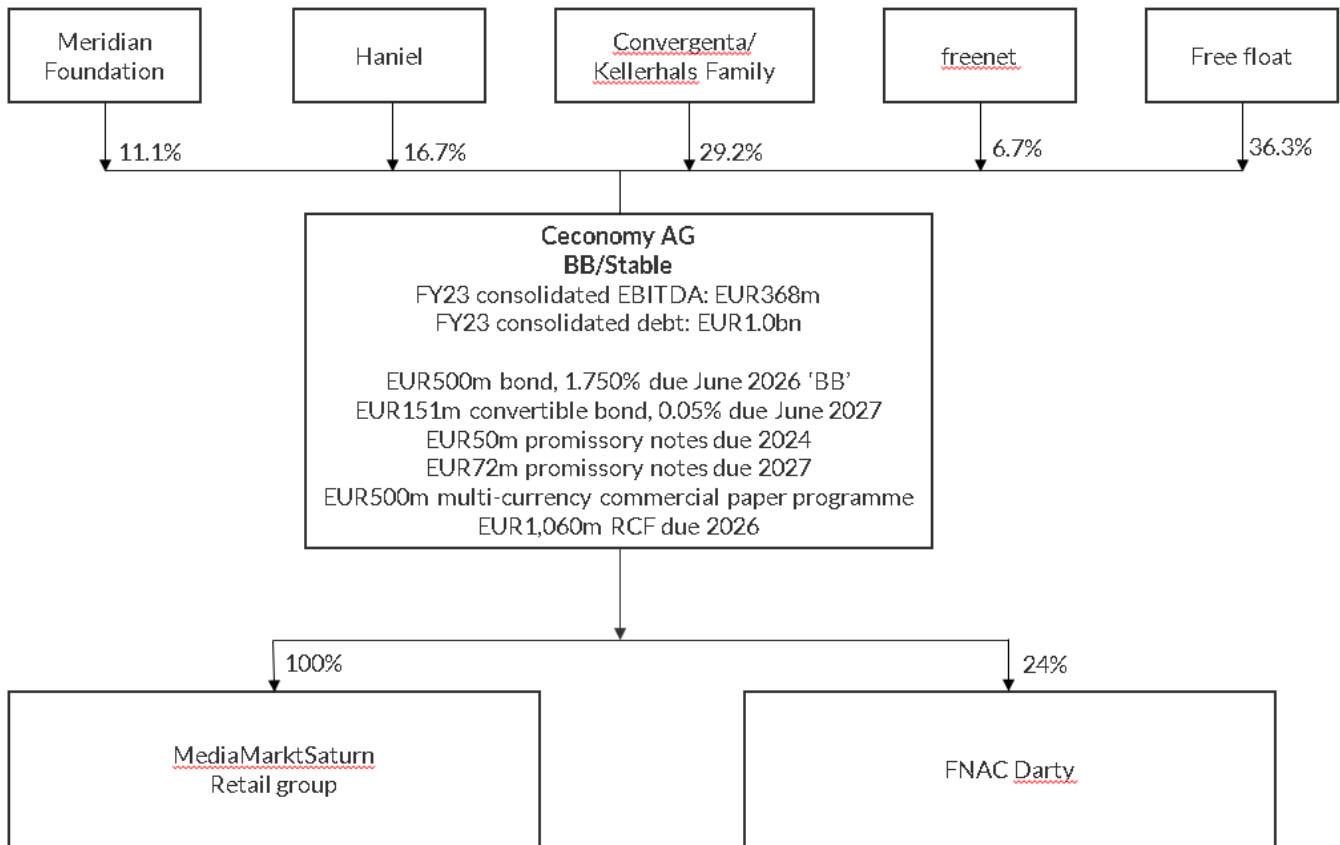 Meridian
Foundation
Haniel
Convergenta/
Kellerhals Family
freenet
Free float
11.1%
16.7%
29.2%
6.7%
36.3%
Ceconomy AG
BB/Stable
FY23 consolidated EBITDA: EUR368m
FY23 consolidated debt: EUR1.0bn
EUR500m bond, 1.750% due June 2026 ‘BB’
EUR151m convertible bond, 0.05% due June 2027
EUR50m promissory notes due 2024
EUR72m promissory notes due 2027
EUR500m multi-currency commercial paper programme
EUR1,060m RCF due 2026
100%
24%
MediaMarktSaturn
Retail group
FNAC Darty